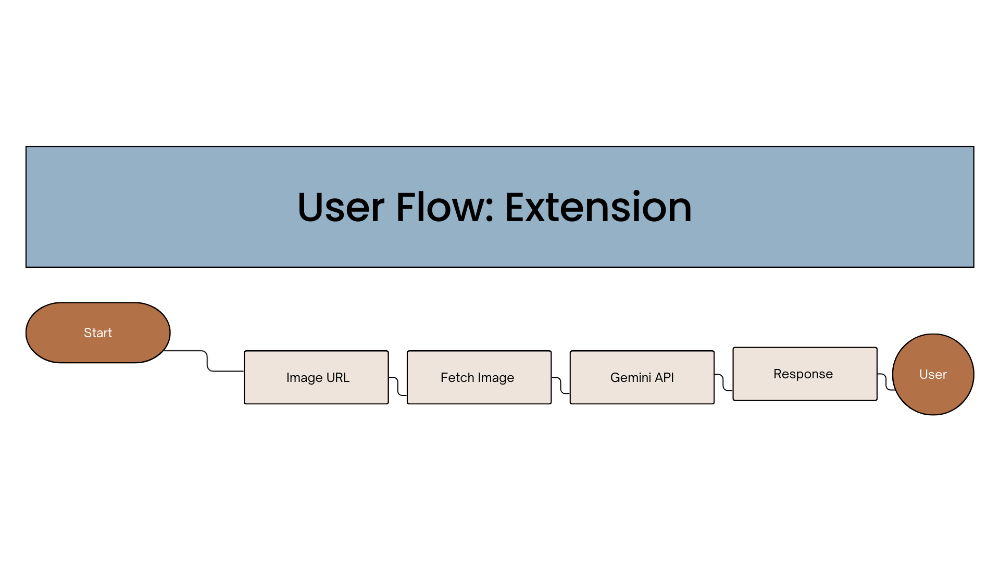 User Flow: Extension
Start
Image URL
Fetch Image
Gemini API
Response
User